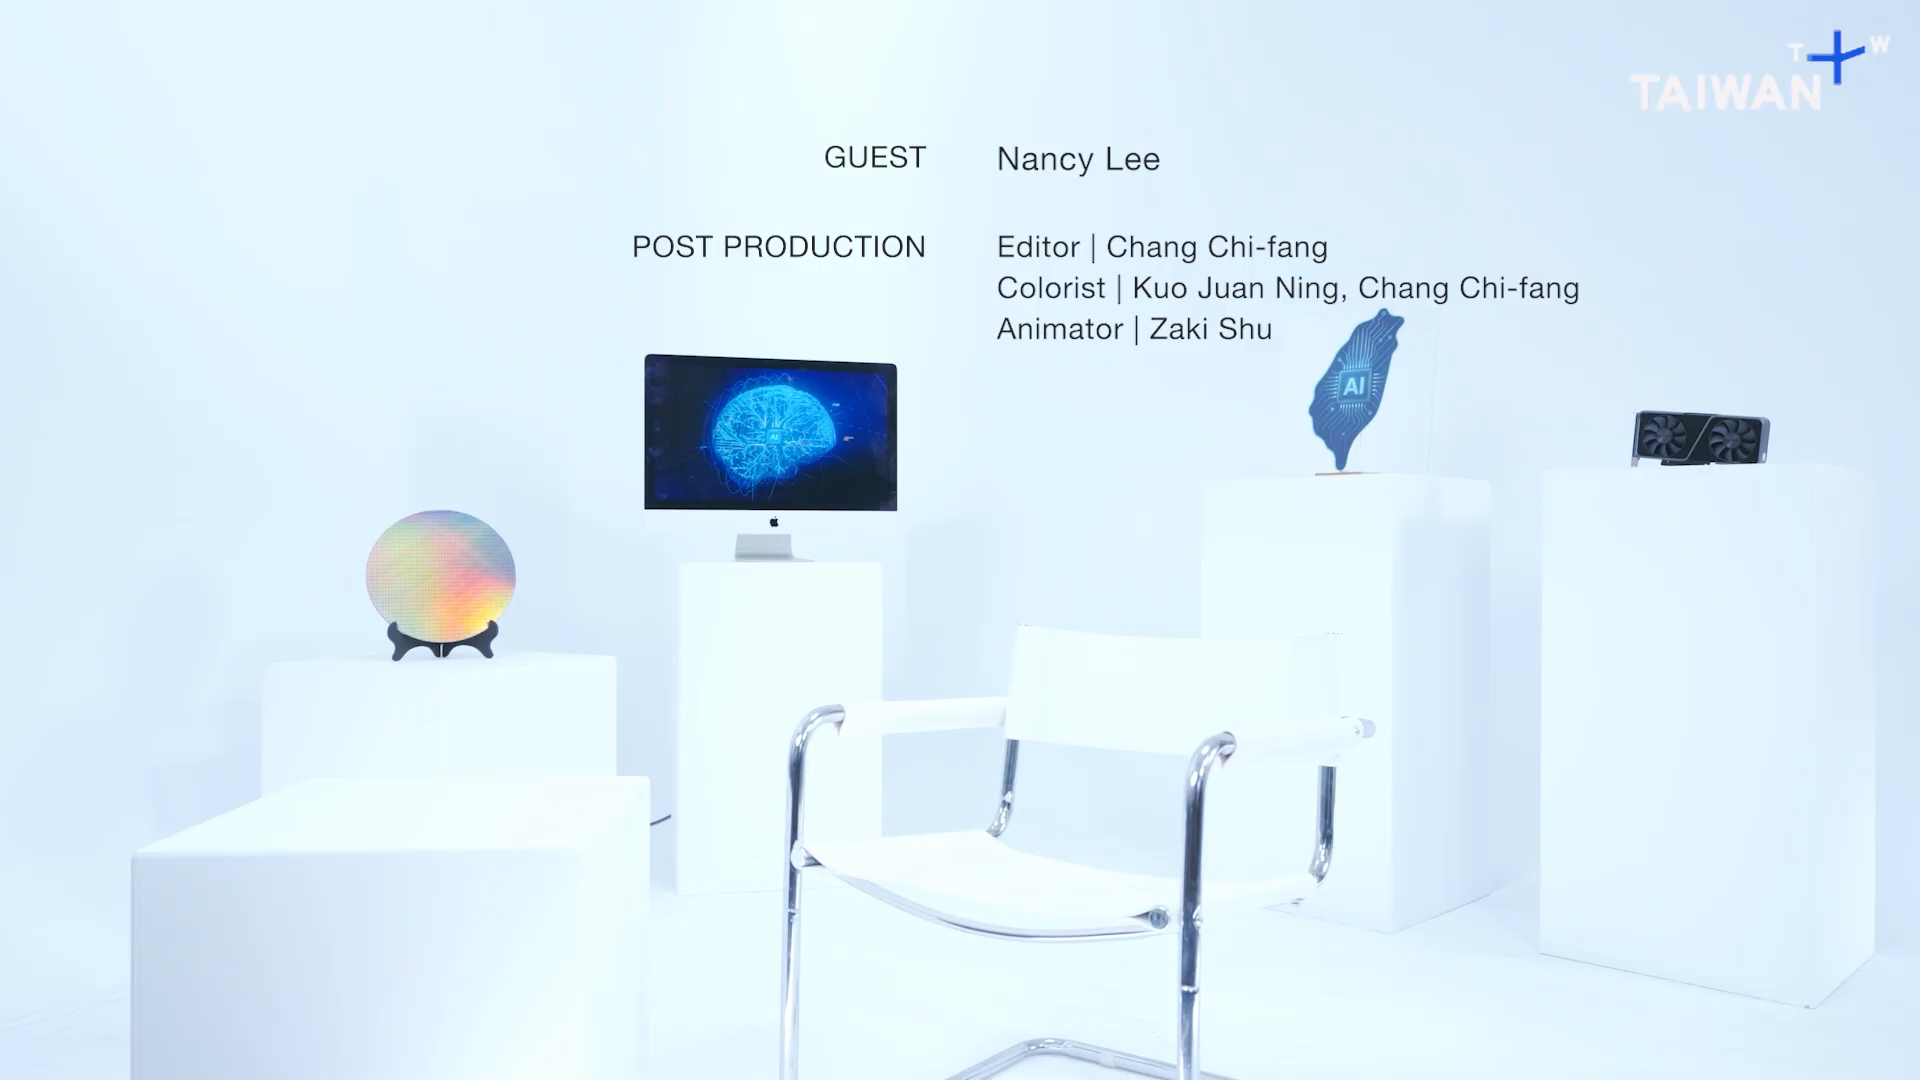 T W
TAIWAN
GUEST Nancy Lee
POST PRODUCTION Editor | Chang Chi-fang
Colorist | Kuo Juan Ning, Chang Chi-fang
Animator | Zaki Shu
AI
AI